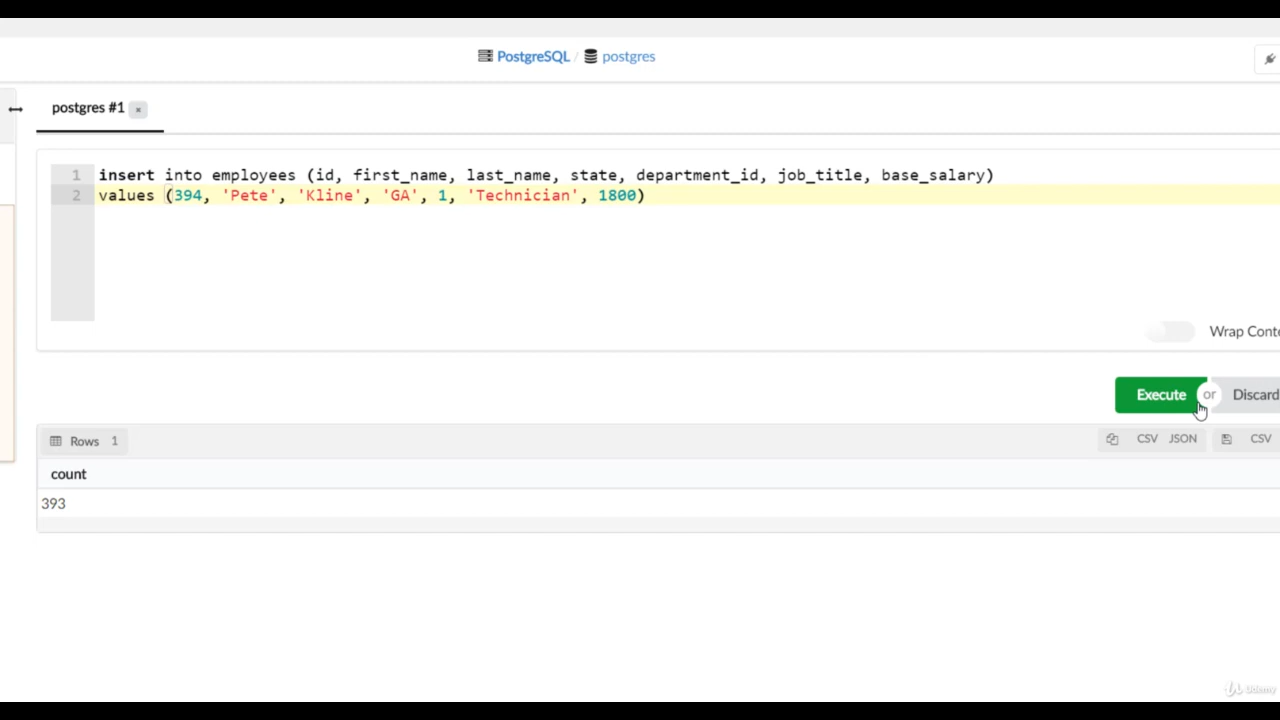 PostgreSQL / postgres
postgres #1 ×
1 insert into employees (id, first_name, last_name, state, department_id, job_title, base_salary)
2 values (394, 'Pete', 'Kline', 'GA', 1, 'Technician', 1800)
Wrap Conte
Execute or Discard
Rows 1 CSV JSON CSV
count
393
Udemy